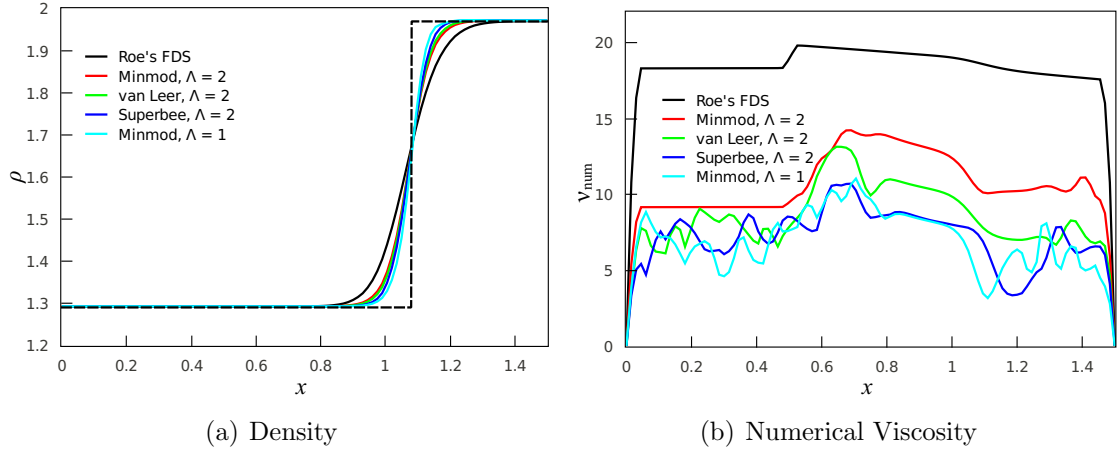 2
1.9
1.8
1.7
1.6
1.5
1.4
1.3
1.2
ρ
Roe's FDS
Minmod, Λ = 2
van Leer, Λ = 2
Superbee, Λ = 2
Minmod, Λ = 1
0 0.2 0.4 0.6 0.8 1 1.2 1.4
x
(a) Density
20
15
10
5
0
νnum
Roe's FDS
Minmod, Λ = 2
van Leer, Λ = 2
Superbee, Λ = 2
Minmod, Λ = 1
0 0.2 0.4 0.6 0.8 1 1.2 1.4
x
(b) Numerical Viscosity